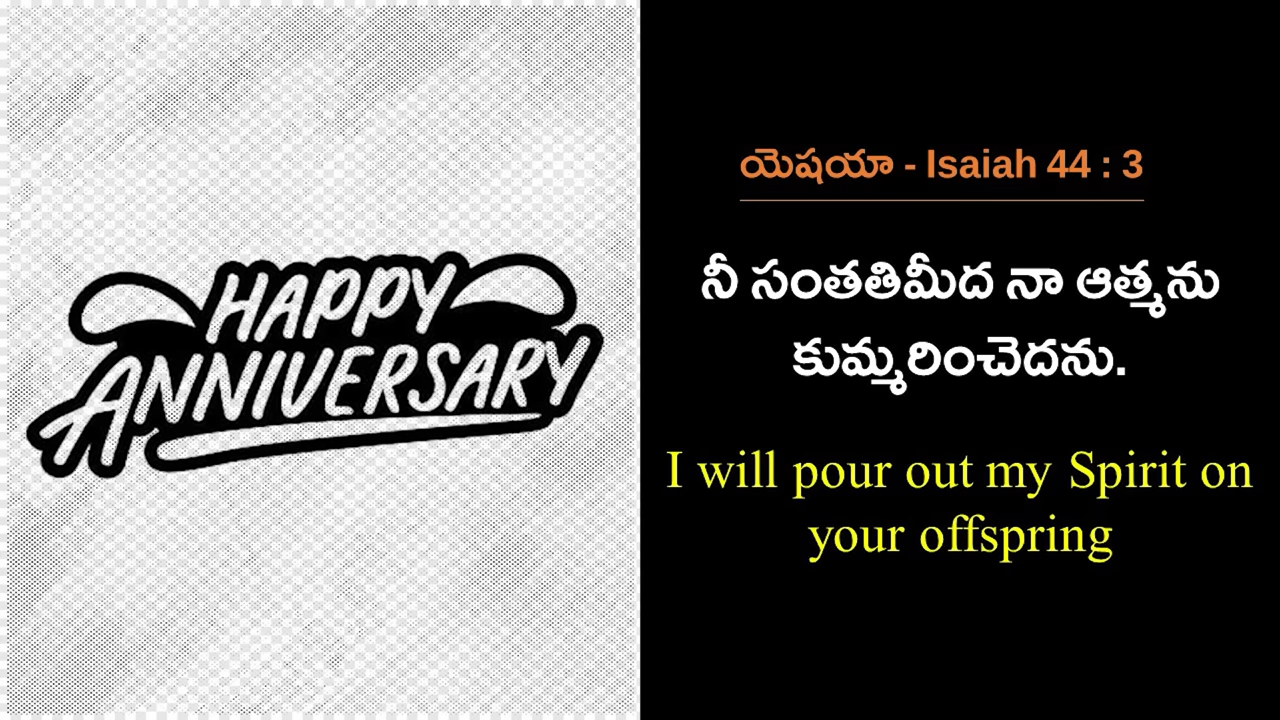 HAPPY
ANNIVERSARY
యెషయా - Isaiah 44 : 3
నీ సంతతిమీద నా ఆత్మను
కుమ్మరించెదను.
I will pour out my Spirit on
your offspring